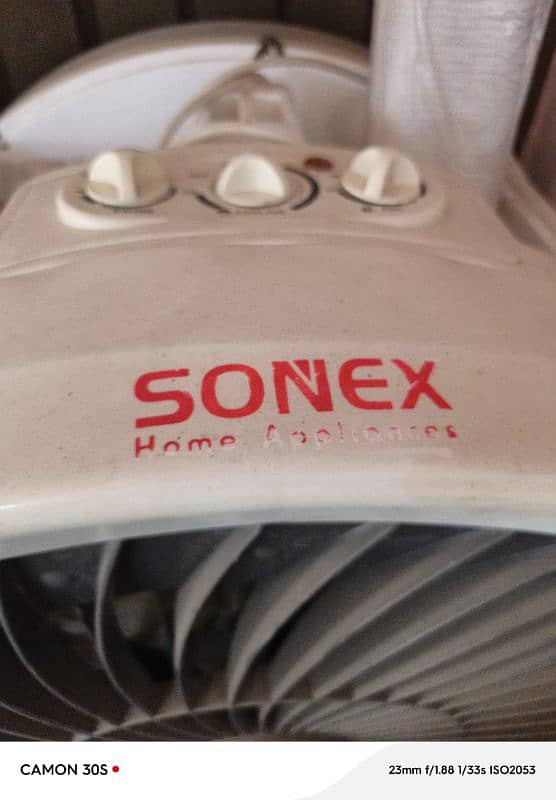 SONEX
Home Appliances
CAMON 30S
23mm f/1.88 1/33s ISO2053